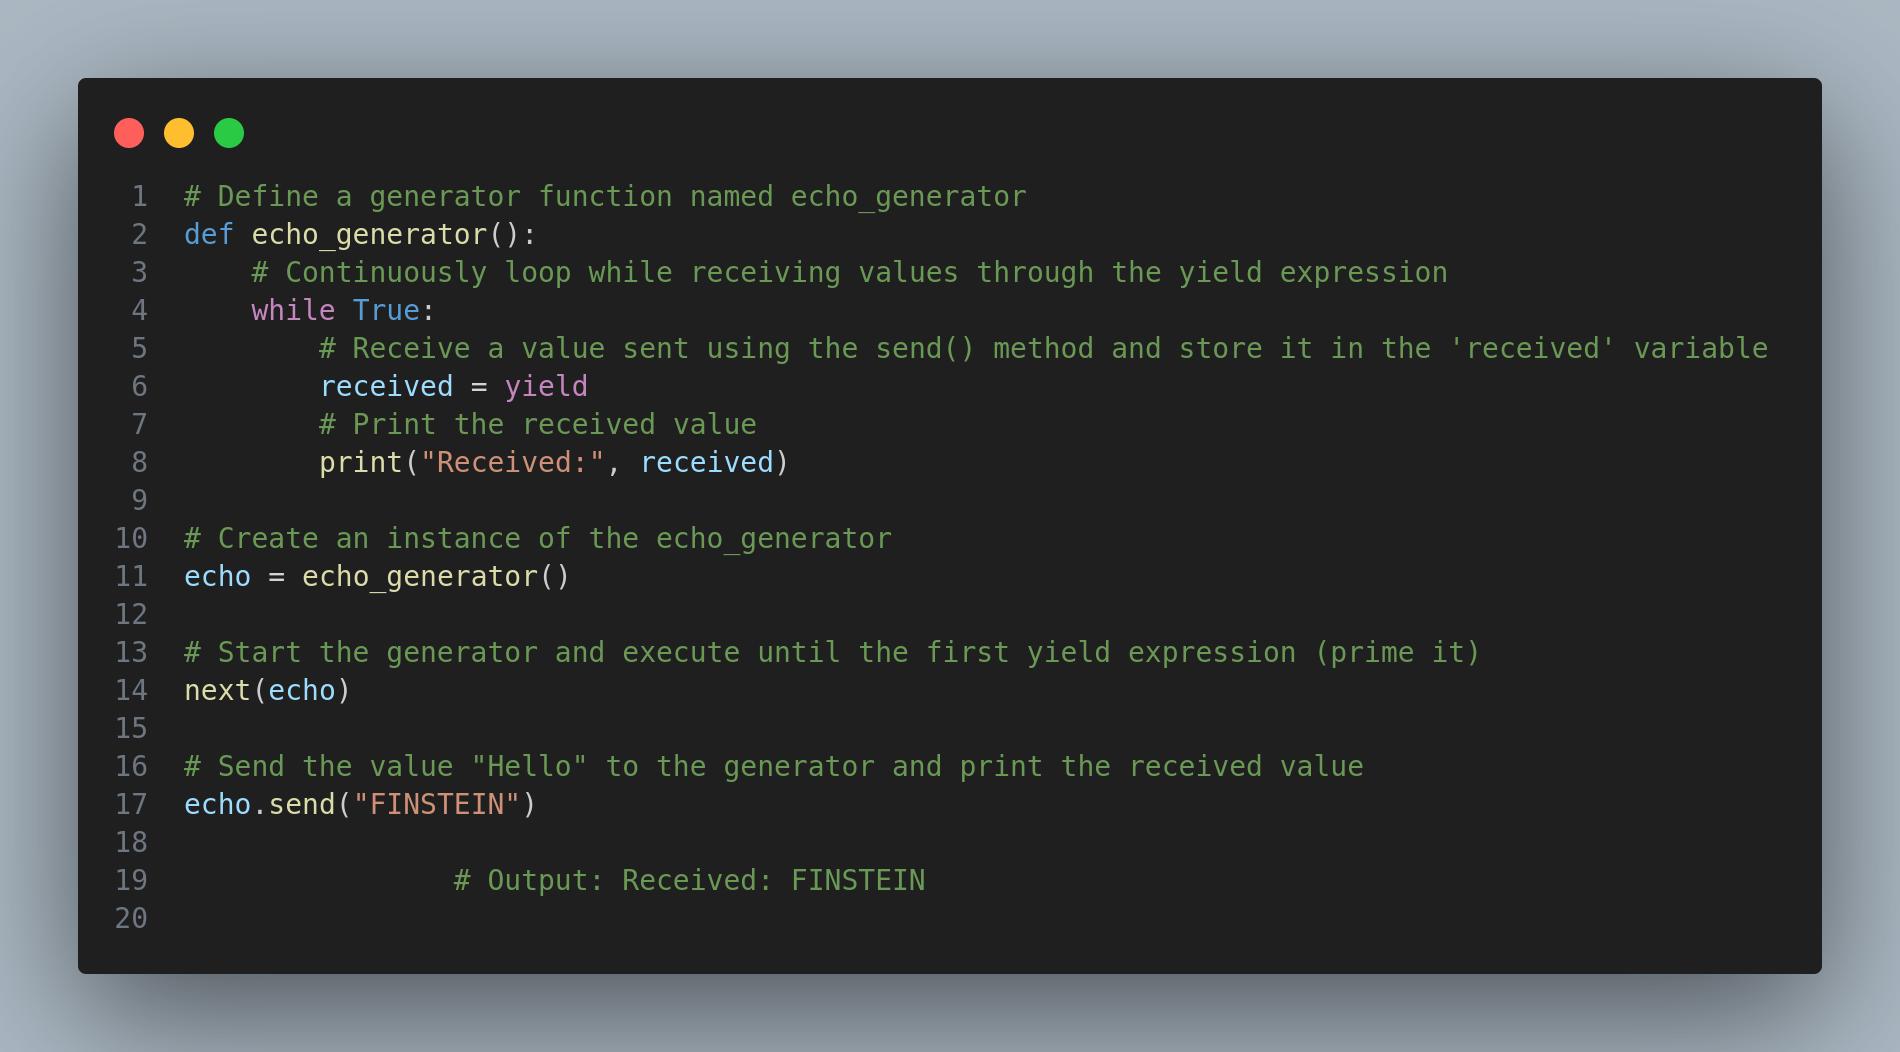 1 # Define a generator function named echo_generator
2 def echo_generator():
3     # Continuously loop while receiving values through the yield expression
4     while True:
5         # Receive a value sent using the send() method and store it in the 'received' variable
6         received = yield
7         # Print the received value
8         print("Received:", received)
9
10 # Create an instance of the echo_generator
11 echo = echo_generator()
12
13 # Start the generator and execute until the first yield expression (prime it)
14 next(echo)
15
16 # Send the value "Hello" to the generator and print the received value
17 echo.send("FINSTEIN")
18
19                 # Output: Received: FINSTEIN
20